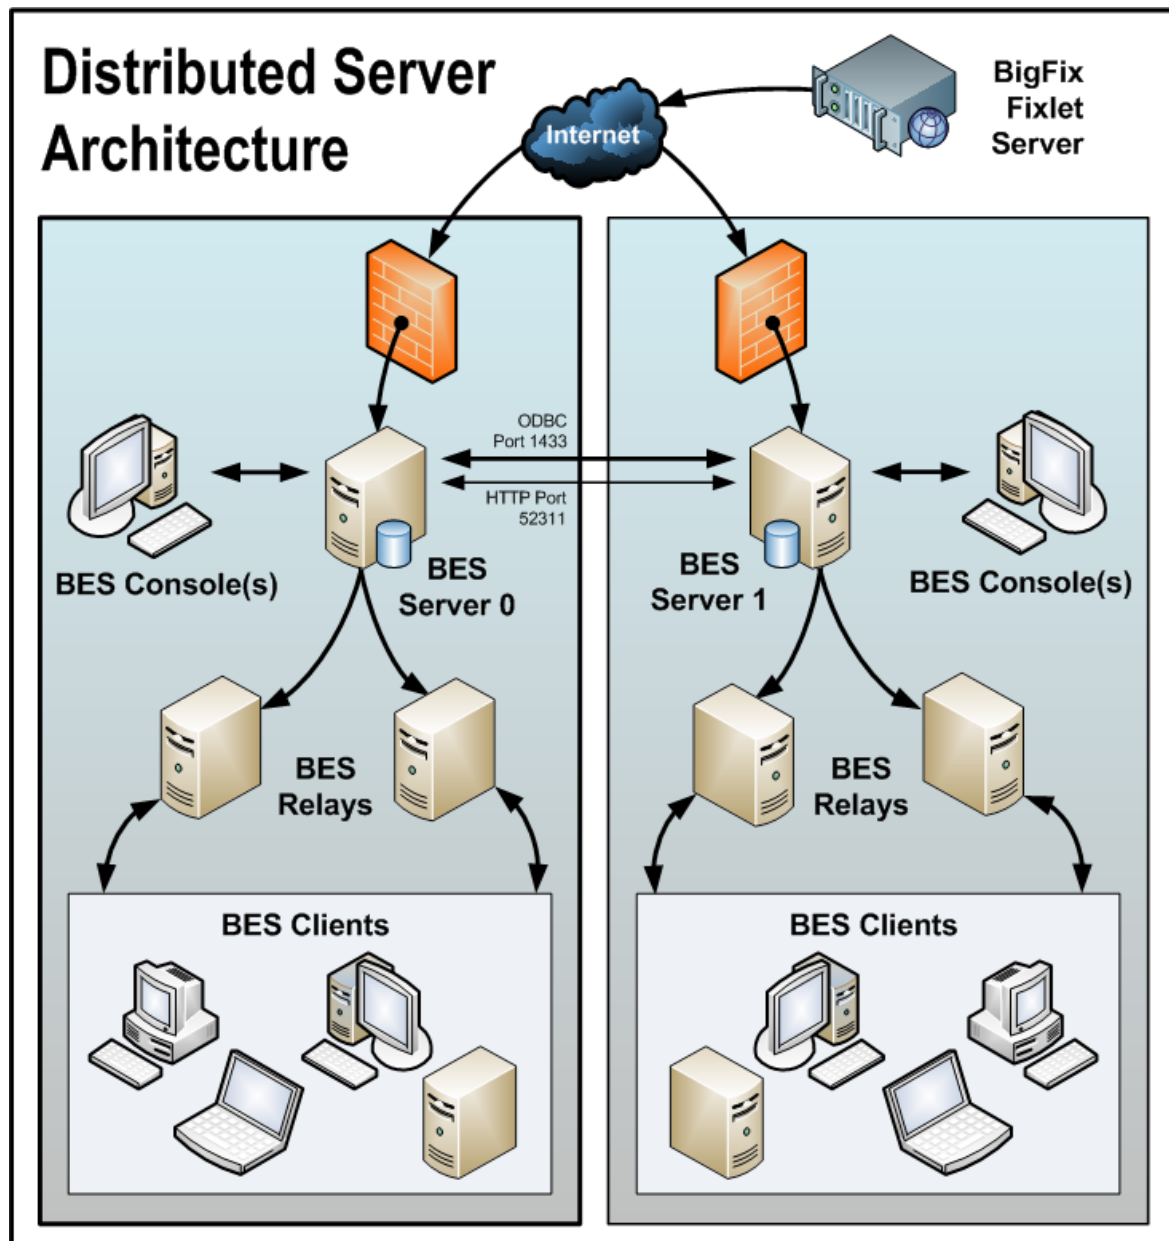 Distributed Server
Architecture
Internet
BigFix
Fixlet
Server
ODBC
Port 1433
HTTP Port
52311
BES Console(s)
BES
Server 0
BES
Server 1
BES Console(s)
BES
Relays
BES
Relays
BES Clients
BES Clients